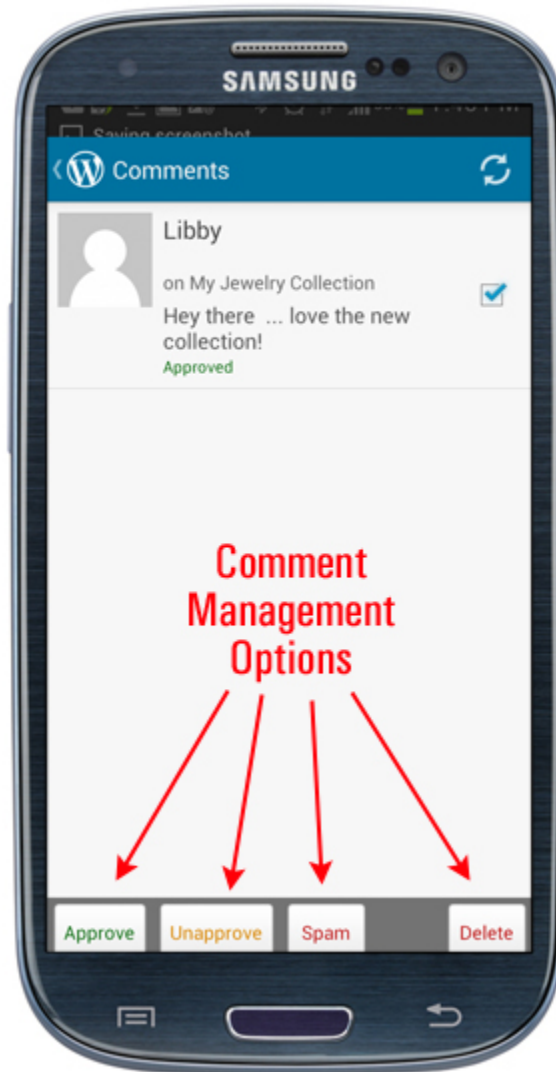 SAMSUNG
Saving screenshot
Comments
Libby
on My Jewelry Collection
Hey there ... love the new
collection!
Approved
Comment
Management
Options
Approve
Unapprove
Spam
Delete